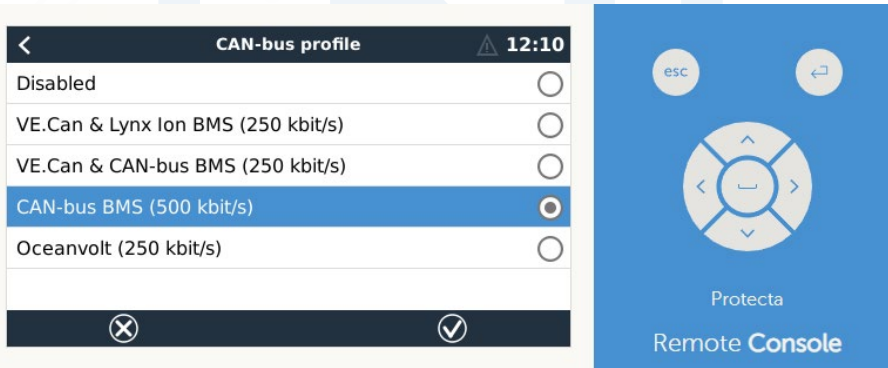 CAN-bus profile 12:10
Disabled
VE.Can & Lynx Ion BMS (250 kbit/s)
VE.Can & CAN-bus BMS (250 kbit/s)
CAN-bus BMS (500 kbit/s)
Oceanvolt (250 kbit/s)
esc
Protecta
Remote Console